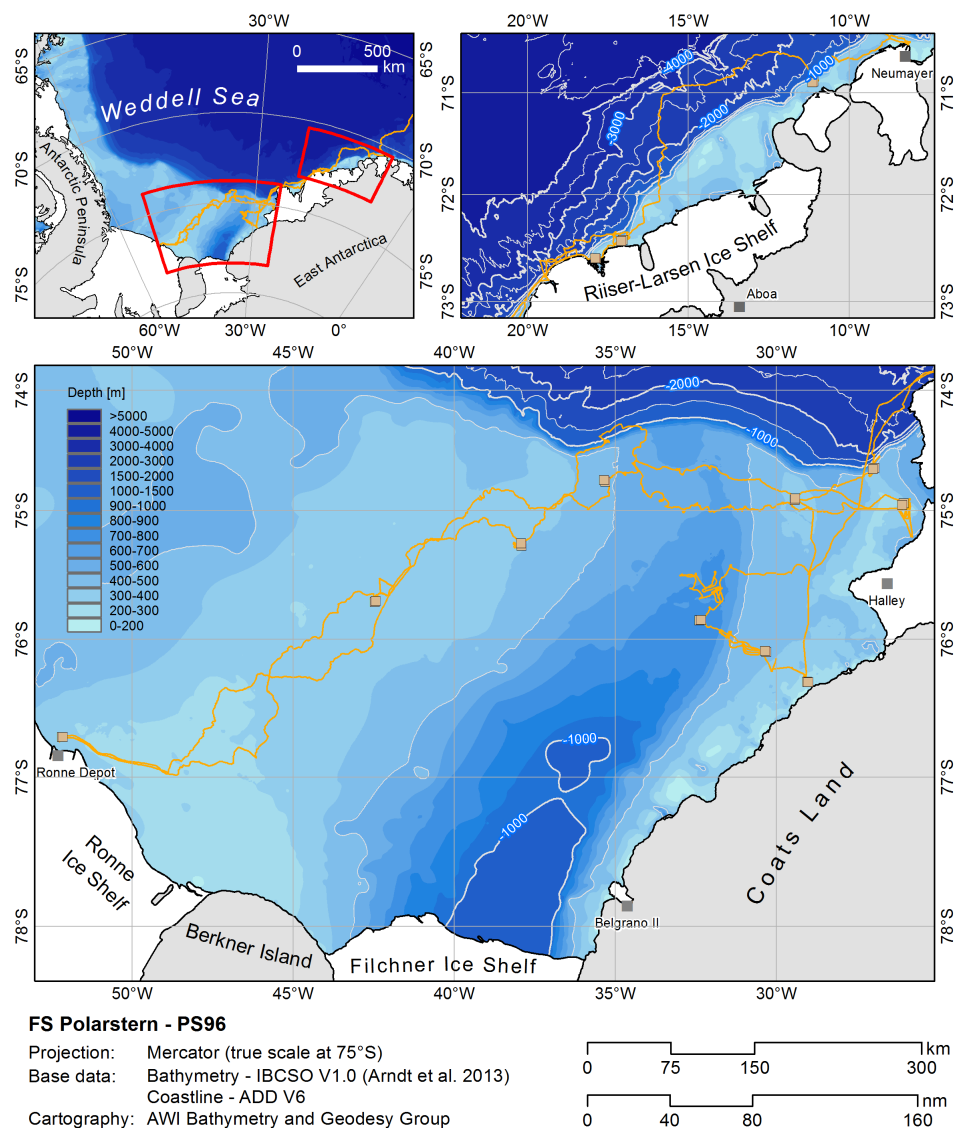 30°W
20°W
15°W
10°W
65°S
0
500
km
65°S
Weddell Sea
70°S
70°S
Antarctic Peninsula
75°S
East Antarctica
75°S
60°W
30°W
0°
-4000
-1000
Neumayer
71°S
71°S
-3000
-2000
72°S
72°S
Riiser-Larsen Ice Shelf
73°S
Aboa
73°S
20°W
15°W
10°W
50°W
45°W
40°W
35°W
30°W
74°S
74°S
-2000
-1000
Depth [m]
>5000
4000-5000
3000-4000
2000-3000
1500-2000
1000-1500
900-1000
800-900
700-800
600-700
500-600
400-500
300-400
200-300
0-200
75°S
75°S
Halley
76°S
76°S
Ronne Depot
-1000
77°S
77°S
-1000
Ronne
Ice Shelf
Coats Land
Belgrano II
78°S
78°S
Berkner Island
Filchner Ice Shelf
50°W
45°W
40°W
35°W
30°W
FS Polarstern - PS96
Projection: Mercator (true scale at 75°S)
Base data: Bathymetry - IBCSO V1.0 (Arndt et al. 2013)
Coastline - ADD V6
Cartography: AWI Bathymetry and Geodesy Group
km
0 75 150 300
nm
0 40 80 160